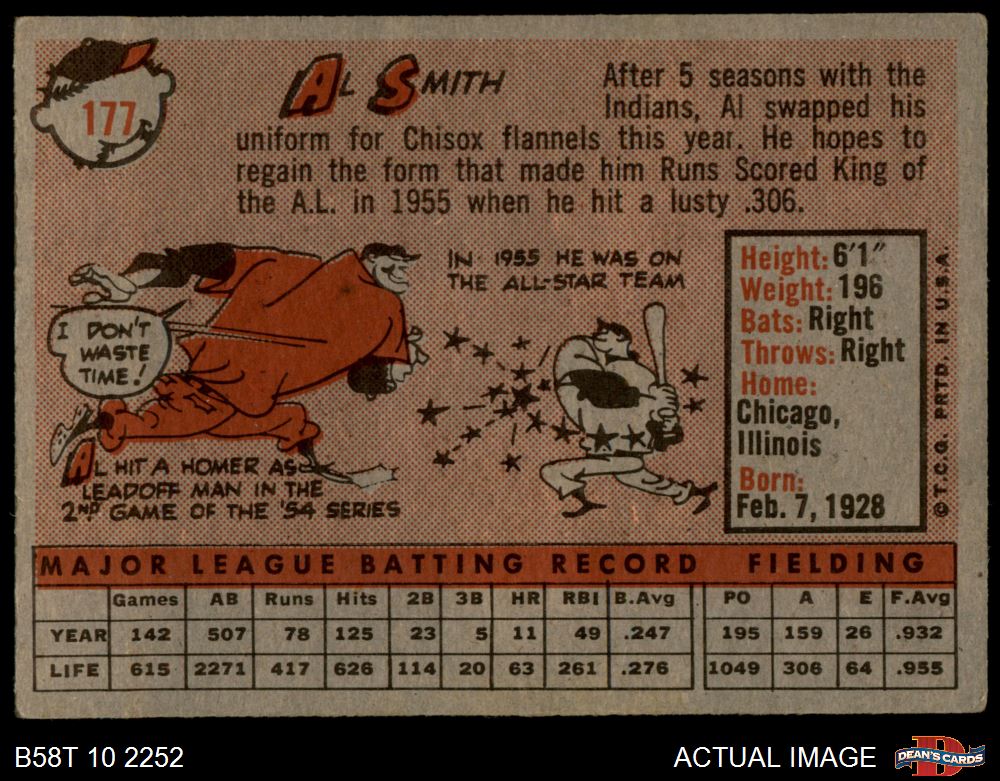 177
AL SMITH
After 5 seasons with the
Indians, Al swapped his
uniform for Chisox flannels this year. He hopes to
regain the form that made him Runs Scored King of
the A.L. in 1955 when he hit a lusty .306.
IN 1955 HE WAS ON
THE ALL-STAR TEAM
I DON'T
WASTE
TIME!
AL HIT A HOMER AS
LEADOFF MAN IN THE
2ND GAME OF THE '54 SERIES
Height: 6'1"
Weight: 196
Bats: Right
Throws: Right
Home:
Chicago,
Illinois
Born:
Feb. 7, 1928
© T.C.G. PRTD. IN U.S.A.
MAJOR LEAGUE BATTING RECORD FIELDING
Games AB Runs Hits 2B 3B HR RBI B.Avg PO A E F.Avg
YEAR 142 507 78 125 23 5 11 49 .247 195 159 26 .932
LIFE 615 2271 417 626 114 20 63 261 .276 1049 306 64 .955
B58T 10 2252
ACTUAL IMAGE
D
DEAN'S CARDS